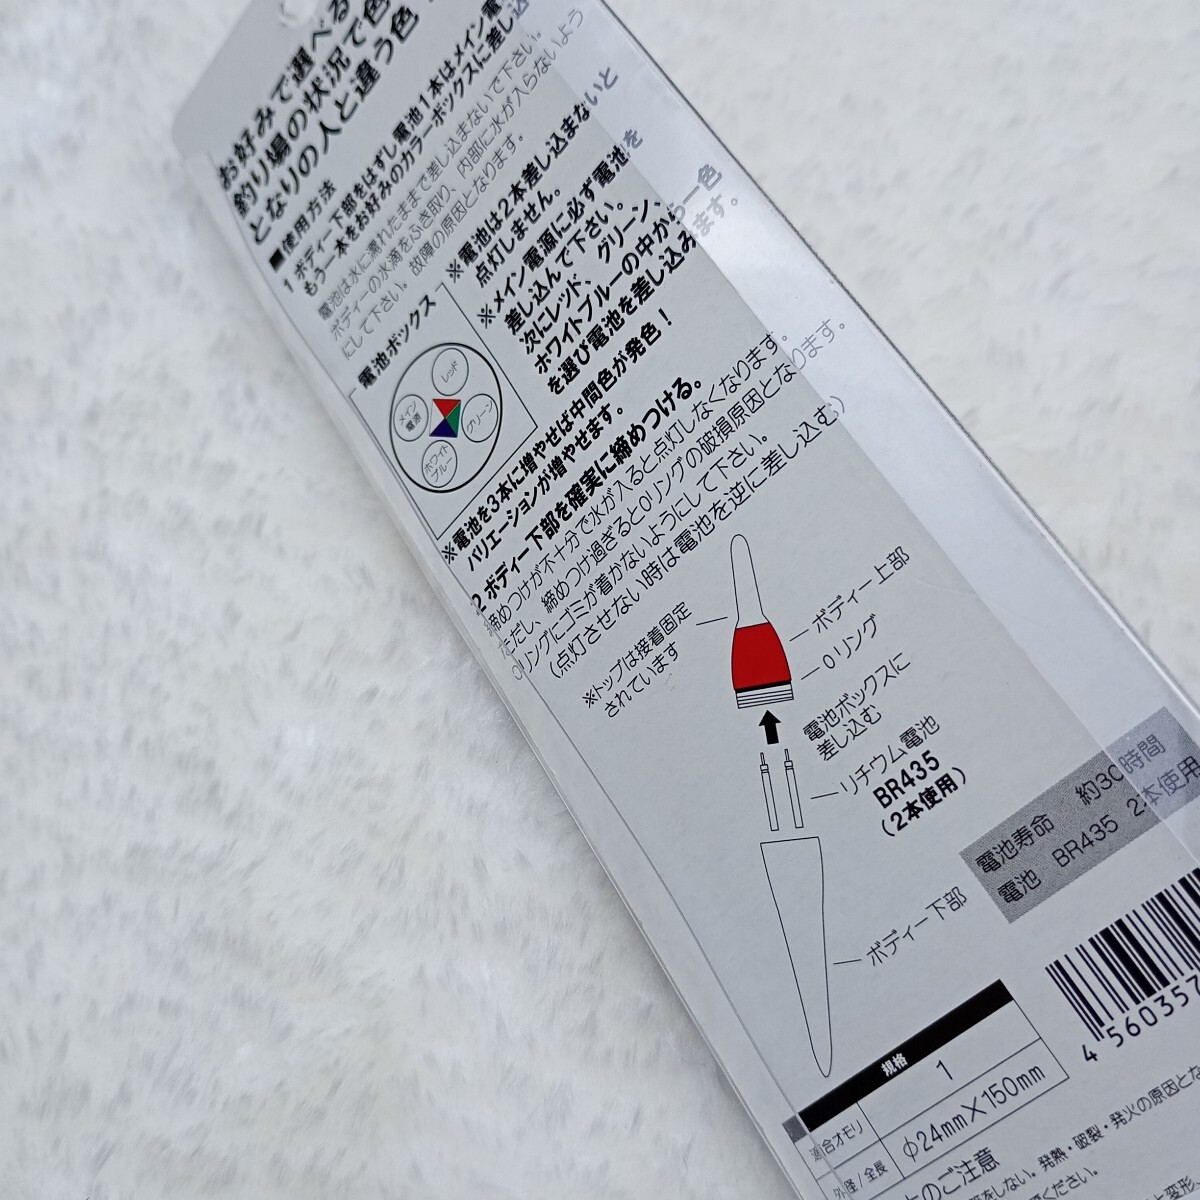 お好みで選べる
釣り場の状況で色
となりの人と違う色
■使用方法
1 ボディー下部をはずし電池1本はメイン電
もう一本をお好みのカラーボックスに差し込
電池は水に濡れたままで差し込まないで下さい。
ボディーの水滴をふき取り、内部に水が入らないよう
にして下さい。故障の原因となります。
電池ボックス
レッド
メイン
電源
グリーン
ホワイト
ブルー
※電池は2本差し込まないと
点灯しません。
※メイン電源に必ず電池を
差し込んで下さい。
次にレッド、グリーン、
ホワイトブルーの中から一色
を選び電池を差し込みます。
※電池を3本に増やせば中間色が発色!
バリエーションが増やせます。
2 ボディー下部を確実に締めつける。
締めつけが不十分で水が入ると点灯しなくなります。
ただし、締めつけ過ぎるとOリングの破損原因となります。
Oリングにゴミが着かないようにして下さい。
(点灯させない時は電池を逆に差し込む)
※トップは接着固定
されています
ボディー上部
Oリング
電池ボックスに
差し込む
リチウム電池
BR435
(2本使用)
ボディー下部
電池寿命 約30時間
電池 BR435 2本使用
4 560357
規格
適合オモリ 1
外径/全長 φ24mm×150mm
のご注意
をしない。発熱・破裂・発火の原因とな
ください。
変形、